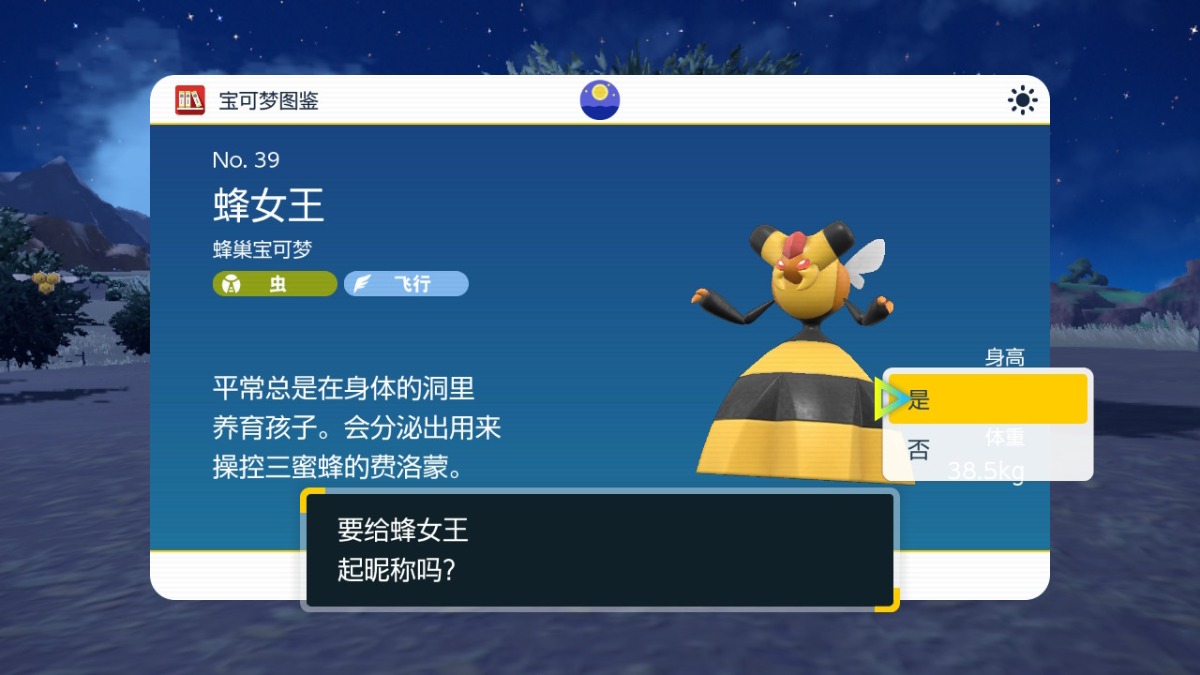 宝可梦图鉴
No. 39
蜂女王
蜂巢宝可梦
虫
飞行
平常总是在身体的洞里
养育孩子。会分泌出用来
操控三蜜蜂的费洛蒙。
身高
是
体重
否
38.5kg
要给蜂女王
起昵称吗?